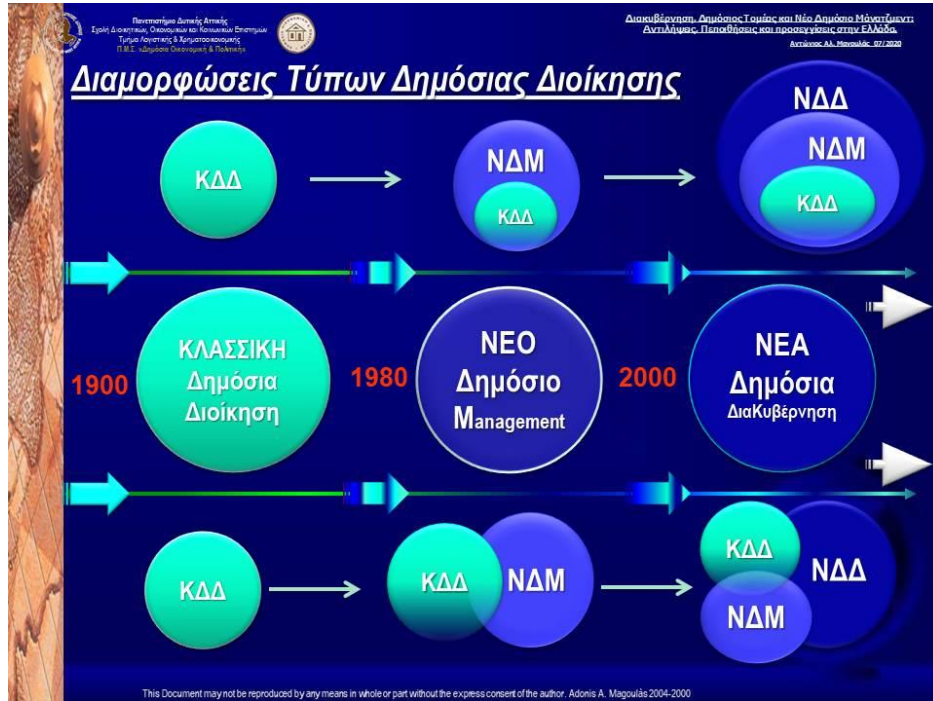 Πανεπιστήμιο Δυτικής Αττικής
Σχολή Διοικητικών, Οικονομικών και Κοινωνικών Επιστημών
Τμήμα Λογιστικής & Χρηματοοικονομικής
Π.Μ.Σ. «Δημόσια Οικονομική & Πολιτική»
Διακυβέρνηση, Δημόσιος Τομέας και Νέο Δημόσιο Μάνατζμεντ:
Αντιλήψεις, Πεποιθήσεις και προσεγγίσεις στην Ελλάδα.
Αντώνιος Αλ. Μαγουλάς 07/2020
Διαμορφώσεις Τύπων Δημόσιας Διοίκησης
ΚΔΔ
ΝΔΜ
ΚΔΔ
ΝΔΔ
ΝΔΜ
ΚΔΔ
1900
ΚΛΑΣΣΙΚΗ
Δημόσια
Διοίκηση
1980
ΝΕΟ
Δημόσιο
Management
2000
ΝΕΑ
Δημόσια
ΔιαΚυβέρνηση
ΚΔΔ
ΚΔΔ
ΝΔΜ
ΚΔΔ
ΝΔΜ
ΝΔΔ
This Document may not be reproduced by any means in whole or part without the express consent of the author. Adonis A. Magoulàs 2004-2000